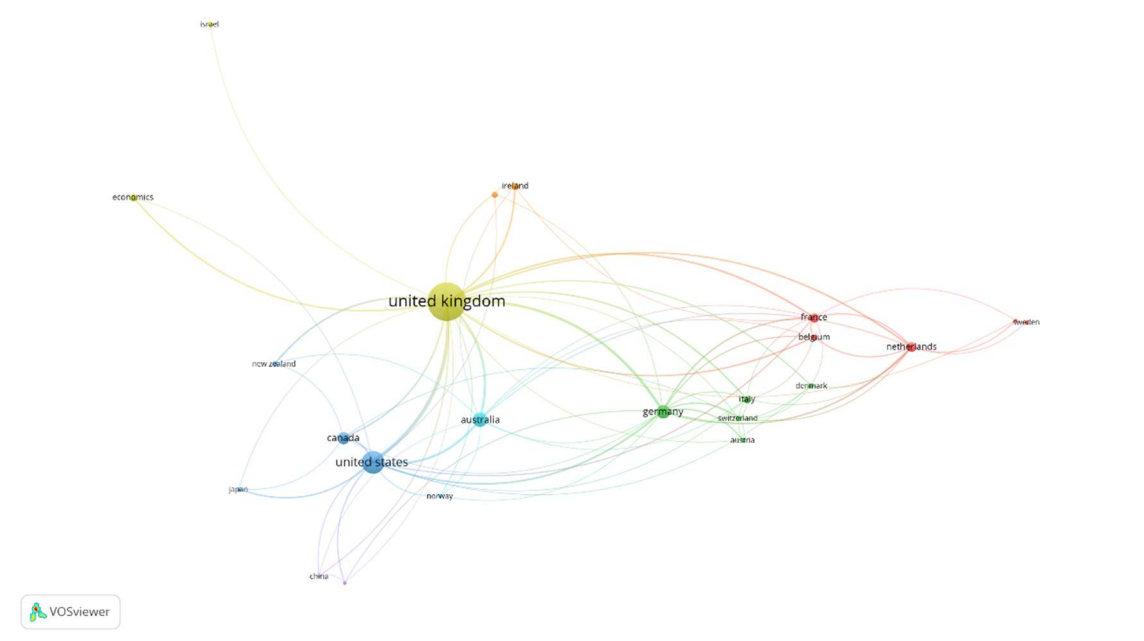 israel
economics
ireland
united kingdom
france
sweden
belgium
netherlands
new zealand
denmark
italy
germany
switzerland
australia
canada
austria
united states
japan
norway
china
VOSviewer